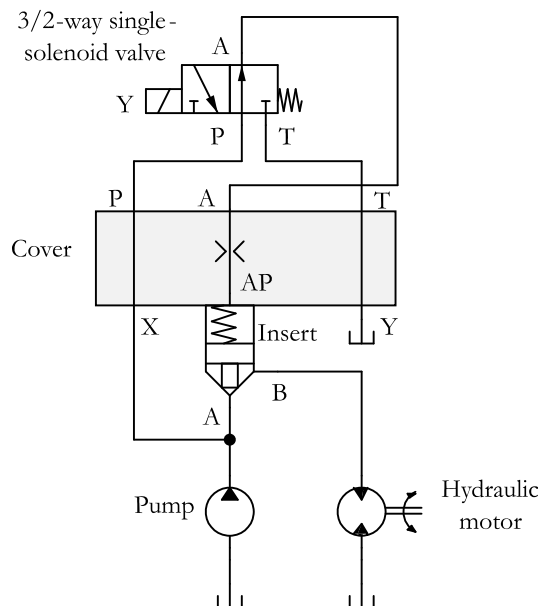 3/2-way single-
solenoid valve
A
Y
P
T
P
A
T
Cover
AP
X
Insert
Y
B
A
Pump
Hydraulic
motor